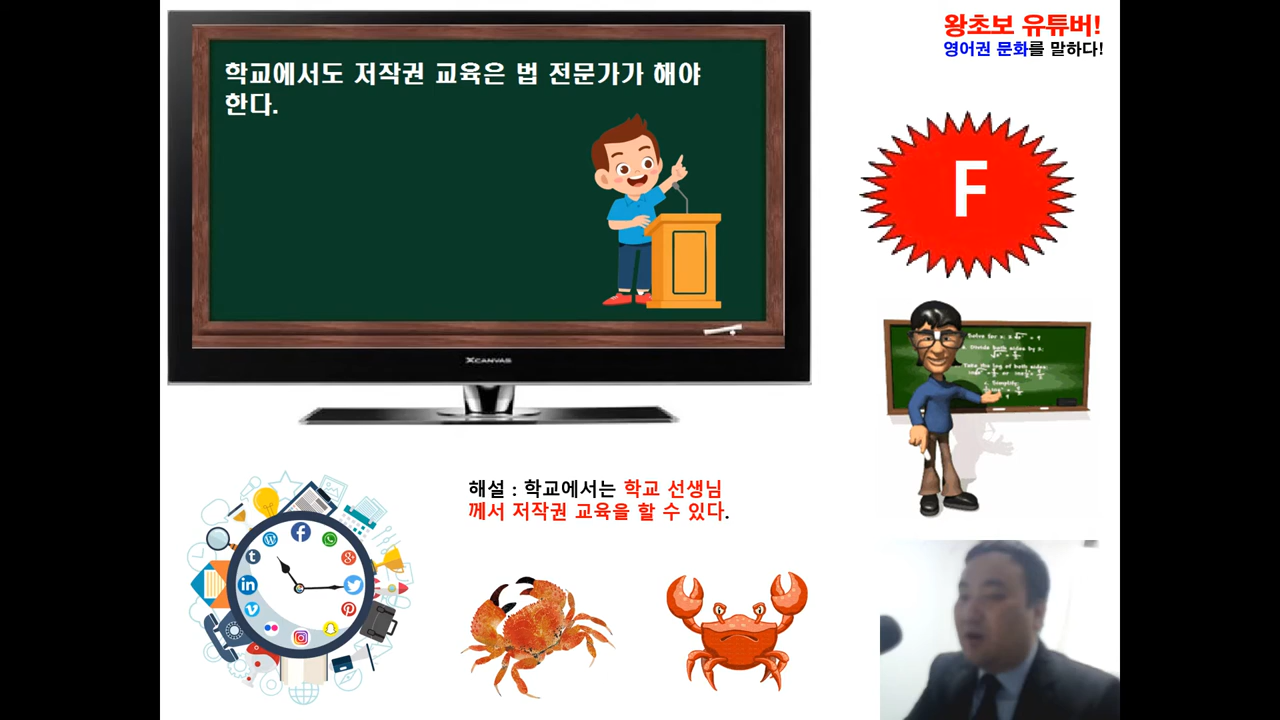 학교에서도 저작권 교육은 법 전문가가 해야
한다.
XCANVAS
왕초보 유튜버!
영어권 문화를 말하다!
F
해설 : 학교에서는 학교 선생님
께서 저작권 교육을 할 수 있다.